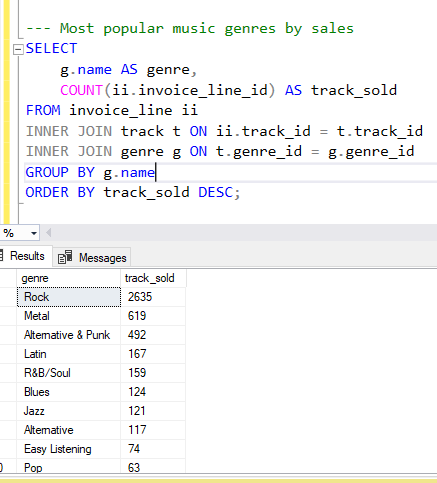 --- Most popular music genres by sales
SELECT
g.name AS genre,
COUNT(ii.invoice_line_id) AS track_sold
FROM invoice_line ii
INNER JOIN track t ON ii.track_id = t.track_id
INNER JOIN genre g ON t.genre_id = g.genre_id
GROUP BY g.name
ORDER BY track_sold DESC;
%
Results Messages
genre track_sold
Rock 2635
Metal 619
Alternative & Punk 492
Latin 167
R&B/Soul 159
Blues 124
Jazz 121
Alternative 117
Easy Listening 74
0 Pop 63